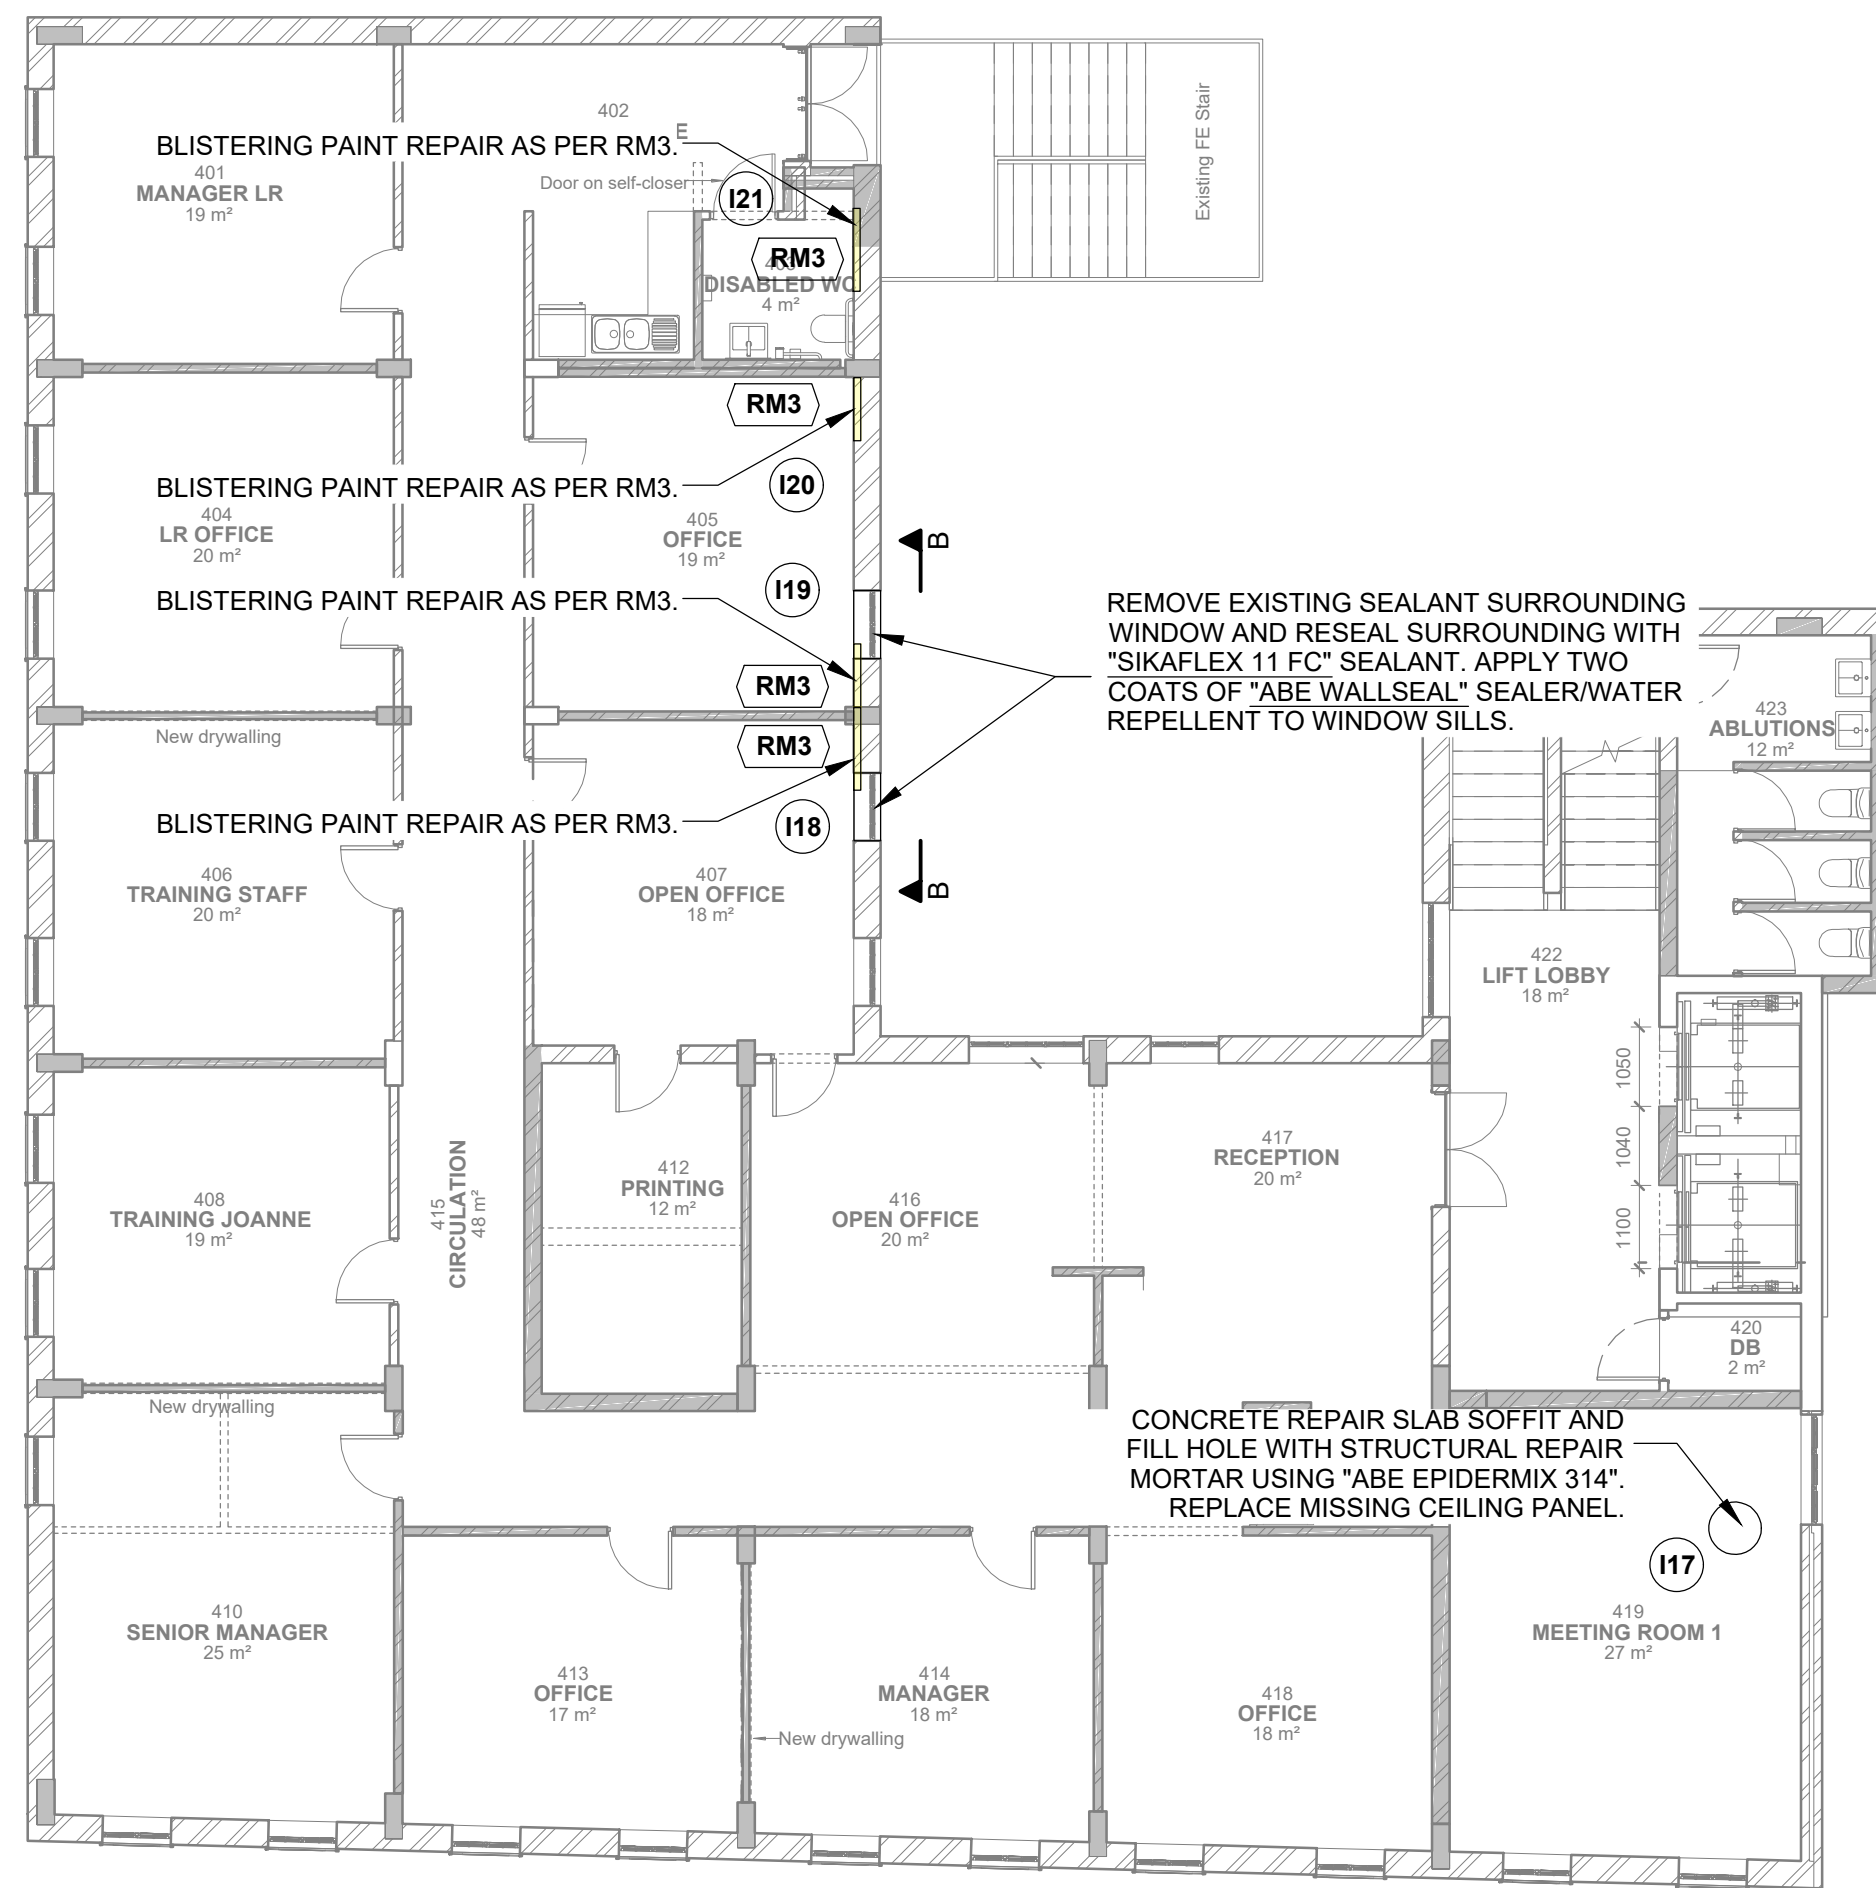 402
E
BLISTERING PAINT REPAIR AS PER RM3.
401
MANAGER LR
19 m²
Door on self-closer
I21
RM3
DISABLED WC
4 m²
Existing FE Stair
RM3
BLISTERING PAINT REPAIR AS PER RM3.
I20
404
LR OFFICE
20 m²
405
OFFICE
19 m²
B
BLISTERING PAINT REPAIR AS PER RM3.
I19
RM3
REMOVE EXISTING SEALANT SURROUNDING
WINDOW AND RESEAL SURROUNDING WITH
"SIKAFLEX 11 FC" SEALANT. APPLY TWO
COATS OF "ABE WALLSEAL" SEALER/WATER
REPELLENT TO WINDOW SILLS.
423
ABLUTIONS
12 m²
New drywalling
RM3
BLISTERING PAINT REPAIR AS PER RM3.
I18
406
TRAINING STAFF
20 m²
407
OPEN OFFICE
18 m²
B
422
LIFT LOBBY
18 m²
1050
1040
1100
408
TRAINING JOANNE
19 m²
415
CIRCULATION
48 m²
412
PRINTING
12 m²
416
OPEN OFFICE
20 m²
417
RECEPTION
20 m²
420
DB
2 m²
New drywalling
CONCRETE REPAIR SLAB SOFFIT AND
FILL HOLE WITH STRUCTURAL REPAIR
MORTAR USING "ABE EPIDERMIX 314".
REPLACE MISSING CEILING PANEL.
I17
410
SENIOR MANAGER
25 m²
413
OFFICE
17 m²
414
MANAGER
18 m²
New drywalling
418
OFFICE
18 m²
419
MEETING ROOM 1
27 m²